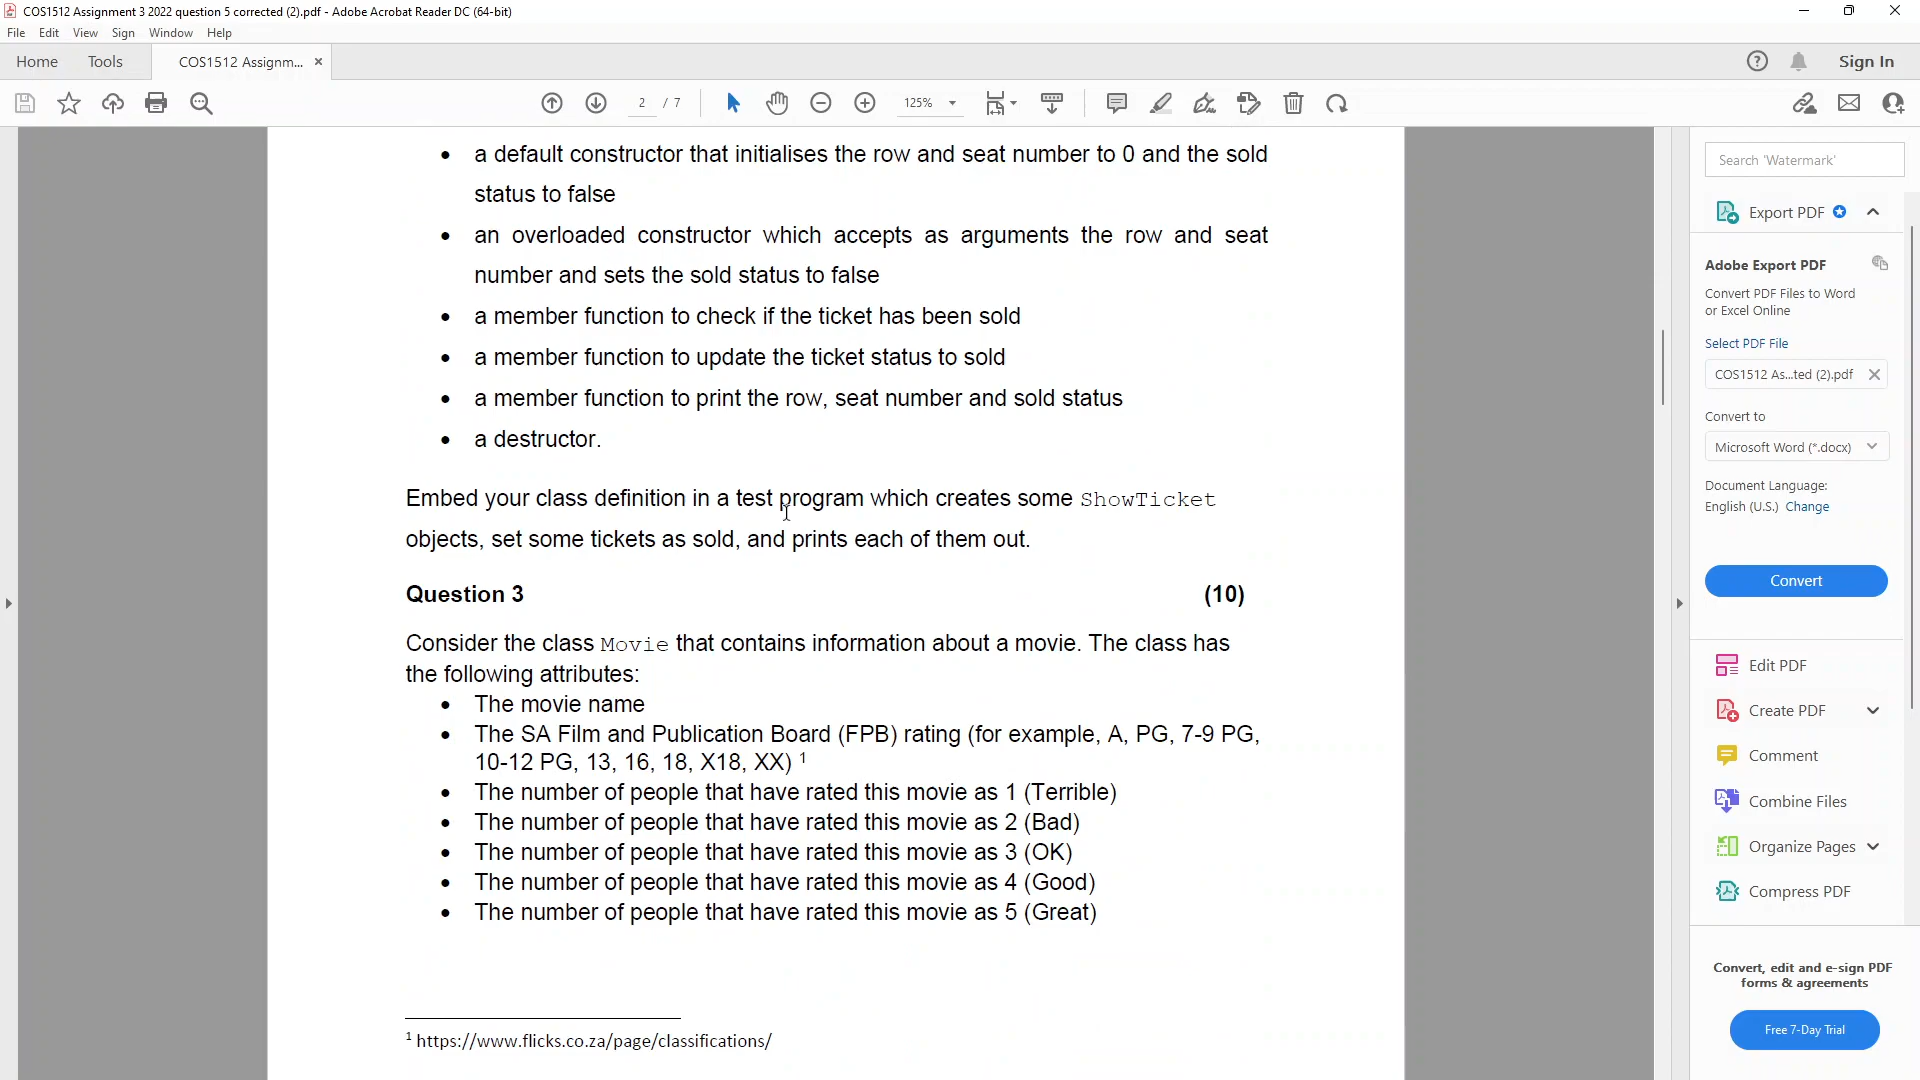 COS1512 Assignment 3 2022 question 5 corrected (2).pdf - Adobe Acrobat Reader DC (64-bit)
File Edit View Sign Window Help
Home Tools COS1512 Assignm... × Sign In
2 / 7 125%
• a default constructor that initialises the row and seat number to 0 and the sold
status to false
• an overloaded constructor which accepts as arguments the row and seat
number and sets the sold status to false
• a member function to check if the ticket has been sold
• a member function to update the ticket status to sold
• a member function to print the row, seat number and sold status
• a destructor.
Embed your class definition in a test program which creates some ShowTicket
objects, set some tickets as sold, and prints each of them out.
Question 3 (10)
Consider the class Movie that contains information about a movie. The class has
the following attributes:
• The movie name
• The SA Film and Publication Board (FPB) rating (for example, A, PG, 7-9 PG,
10-12 PG, 13, 16, 18, X18, XX) 1
• The number of people that have rated this movie as 1 (Terrible)
• The number of people that have rated this movie as 2 (Bad)
• The number of people that have rated this movie as 3 (OK)
• The number of people that have rated this movie as 4 (Good)
• The number of people that have rated this movie as 5 (Great)
1 https://www.flicks.co.za/page/classifications/
Search 'Watermark'
Export PDF
Adobe Export PDF
Convert PDF Files to Word
or Excel Online
Select PDF File
COS1512 As...ted (2).pdf
Convert to
Microsoft Word (*.docx)
Document Language:
English (U.S.) Change
Convert
Edit PDF
Create PDF
Comment
Combine Files
Organize Pages
Compress PDF
Convert, edit and e-sign PDF
forms & agreements
Free 7-Day Trial